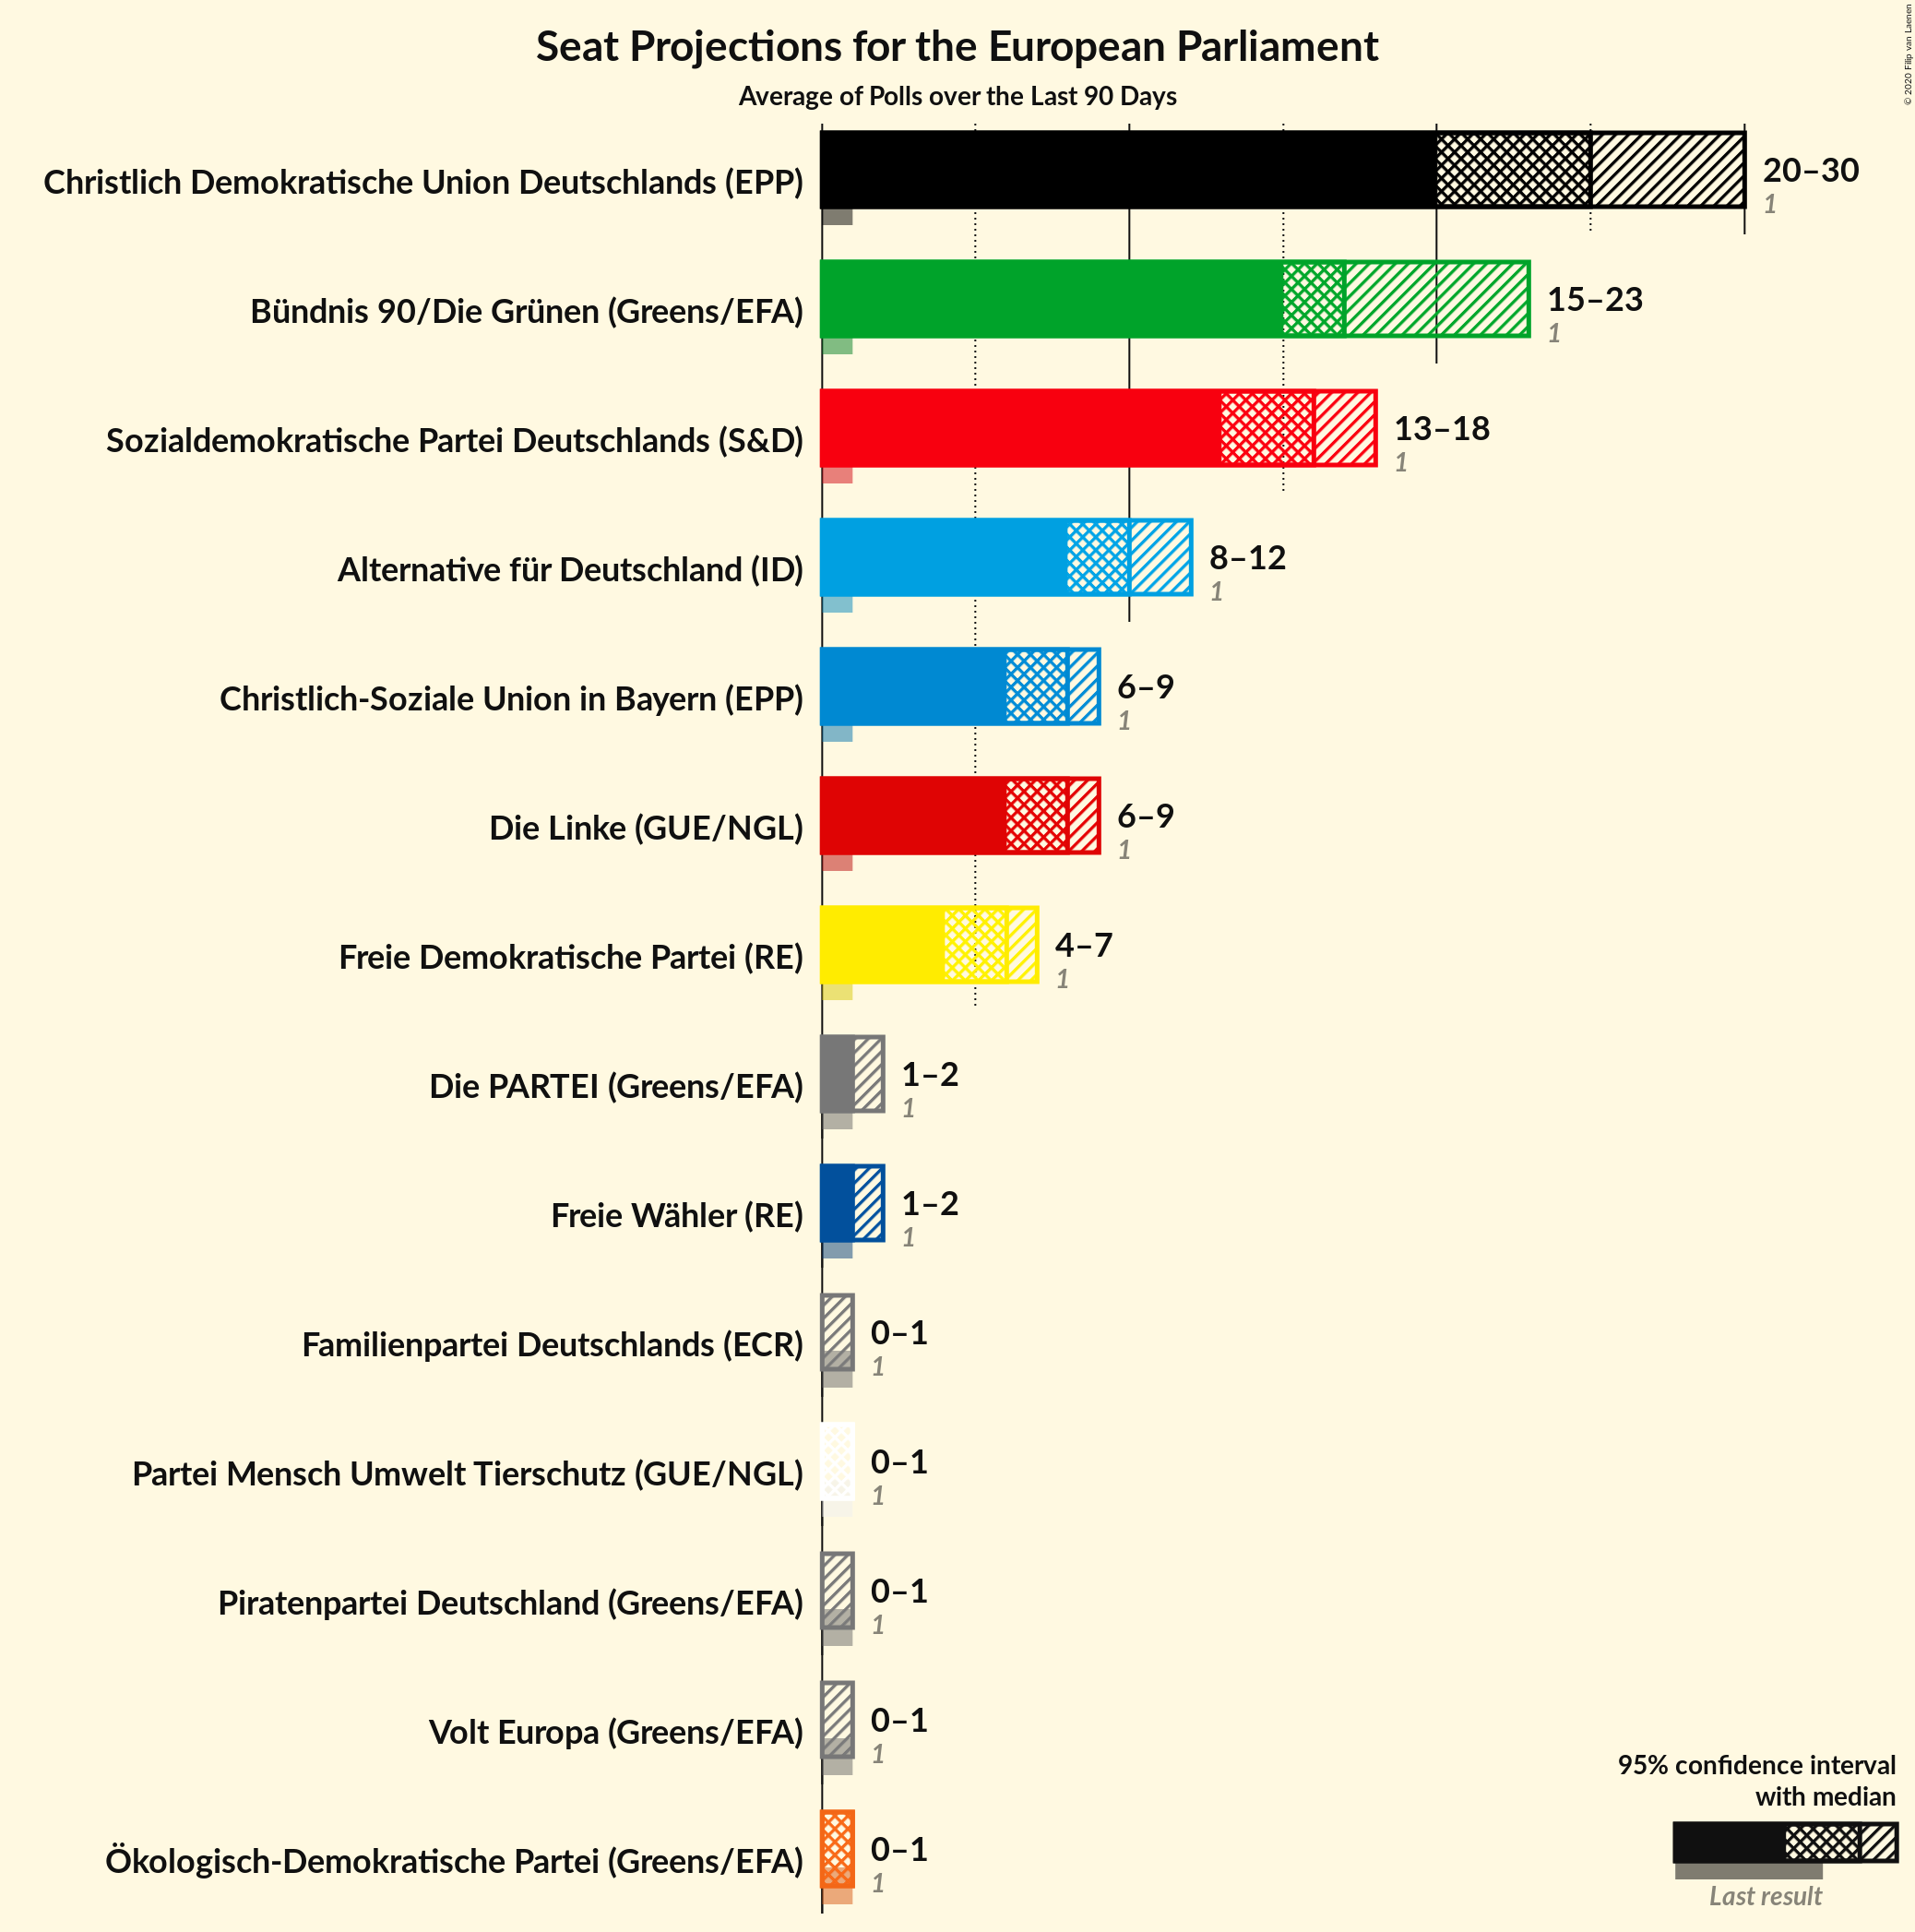 Seat Projections for the European Parliament
Average of Polls over the Last 90 Days
© 2020 Filip van Laenen
Christlich Demokratische Union Deutschlands (EPP)
20–30
1
Bündnis 90/Die Grünen (Greens/EFA)
15–23
1
Sozialdemokratische Partei Deutschlands (S&D)
13–18
1
Alternative für Deutschland (ID)
8–12
1
Christlich-Soziale Union in Bayern (EPP)
6–9
1
Die Linke (GUE/NGL)
6–9
1
Freie Demokratische Partei (RE)
4–7
1
Die PARTEI (Greens/EFA)
1–2
1
Freie Wähler (RE)
1–2
1
Familienpartei Deutschlands (ECR)
0–1
1
Partei Mensch Umwelt Tierschutz (GUE/NGL)
0–1
1
Piratenpartei Deutschland (Greens/EFA)
0–1
1
Volt Europa (Greens/EFA)
0–1
1
Ökologisch-Demokratische Partei (Greens/EFA)
0–1
1
95% confidence interval
with median
Last result